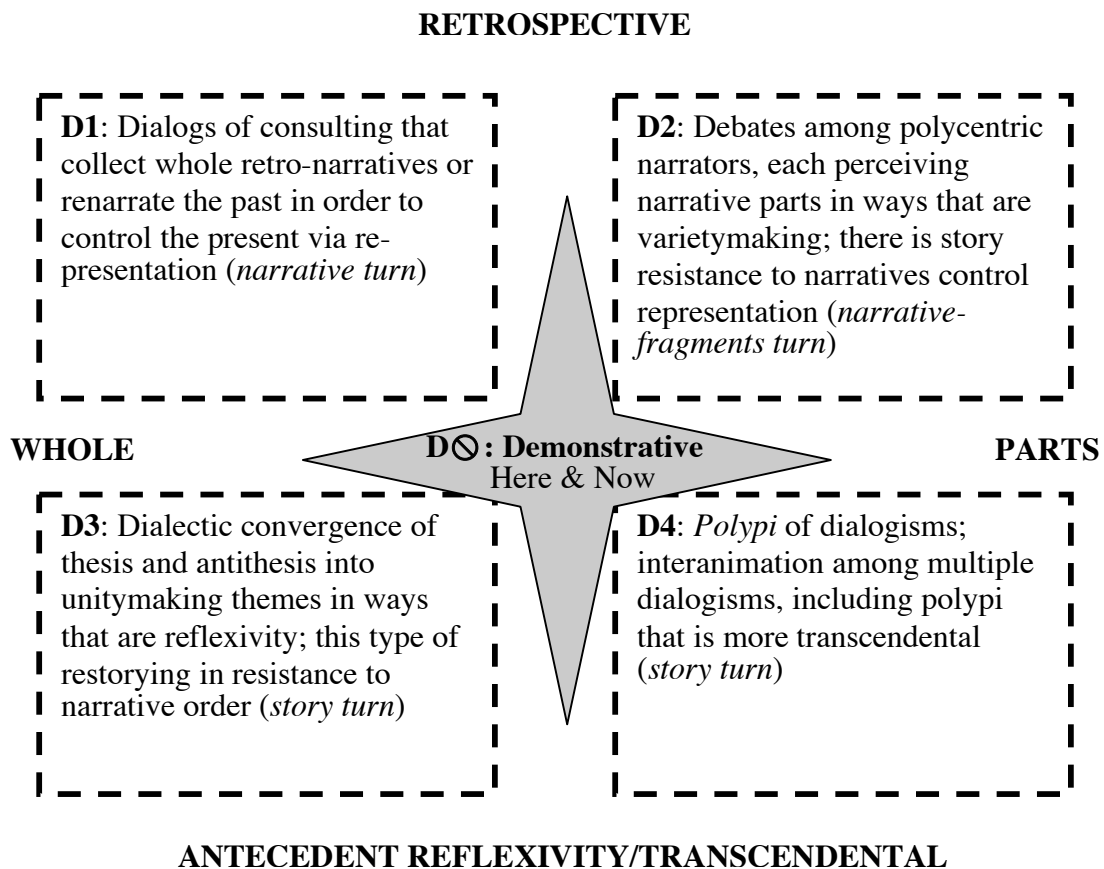 RETROSPECTIVE
D1: Dialogs of consulting that
collect whole retro-narratives or
renarrate the past in order to
control the present via re-
presentation (narrative turn)
D2: Debates among polycentric
narrators, each perceiving
narrative parts in ways that are
varietymaking; there is story
resistance to narratives control
representation (narrative-
fragments turn)
WHOLE
D🛇: Demonstrative
Here & Now
PARTS
D3: Dialectic convergence of
thesis and antithesis into
unitymaking themes in ways
that are reflexivity; this type of
restorying in resistance to
narrative order (story turn)
D4: Polypi of dialogisms;
interanimation among multiple
dialogisms, including polypi
that is more transcendental
(story turn)
ANTECEDENT REFLEXIVITY/TRANSCENDENTAL